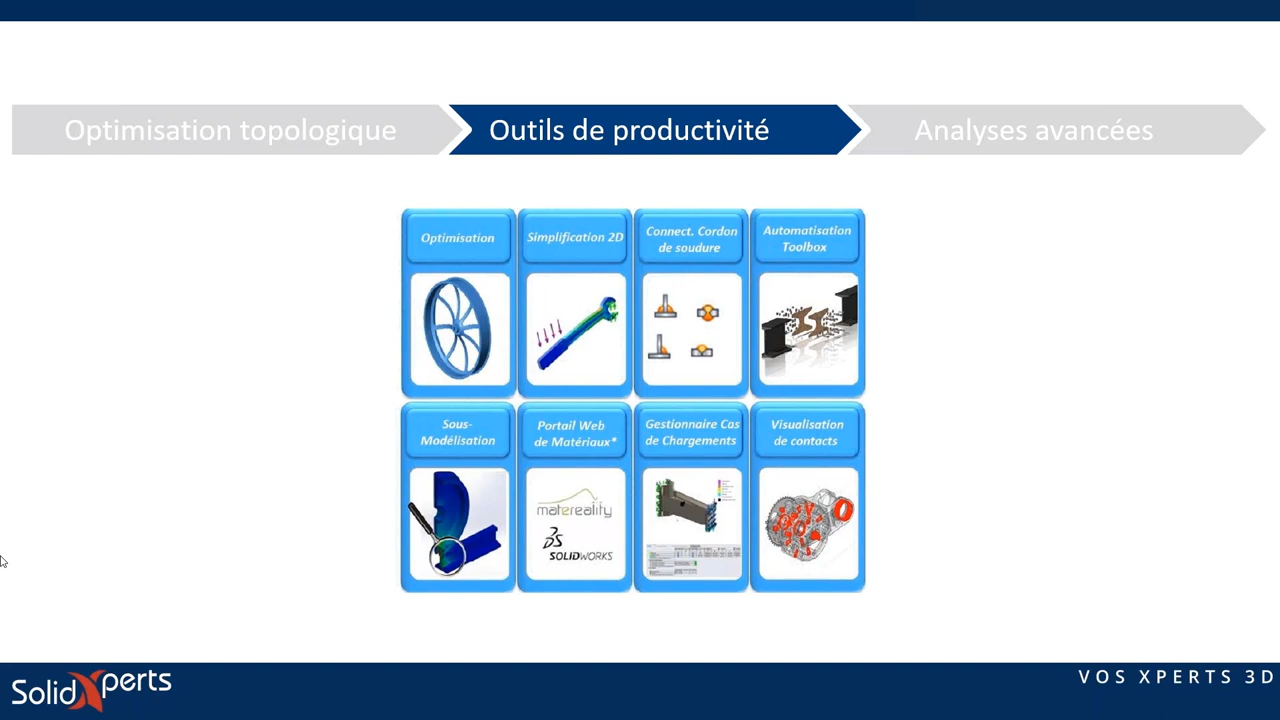 Optimisation topologique
Outils de productivité
Analyses avancées
Optimisation
Simplification 2D
Connect. Cordon
de soudure
Automatisation
Toolbox
Sous-
Modélisation
Portail Web
de Matériaux*
Gestionnaire Cas
de Chargements
Visualisation
de contacts
matereality
SOLIDWORKS
SolidXperts
VOS XPERTS 3D